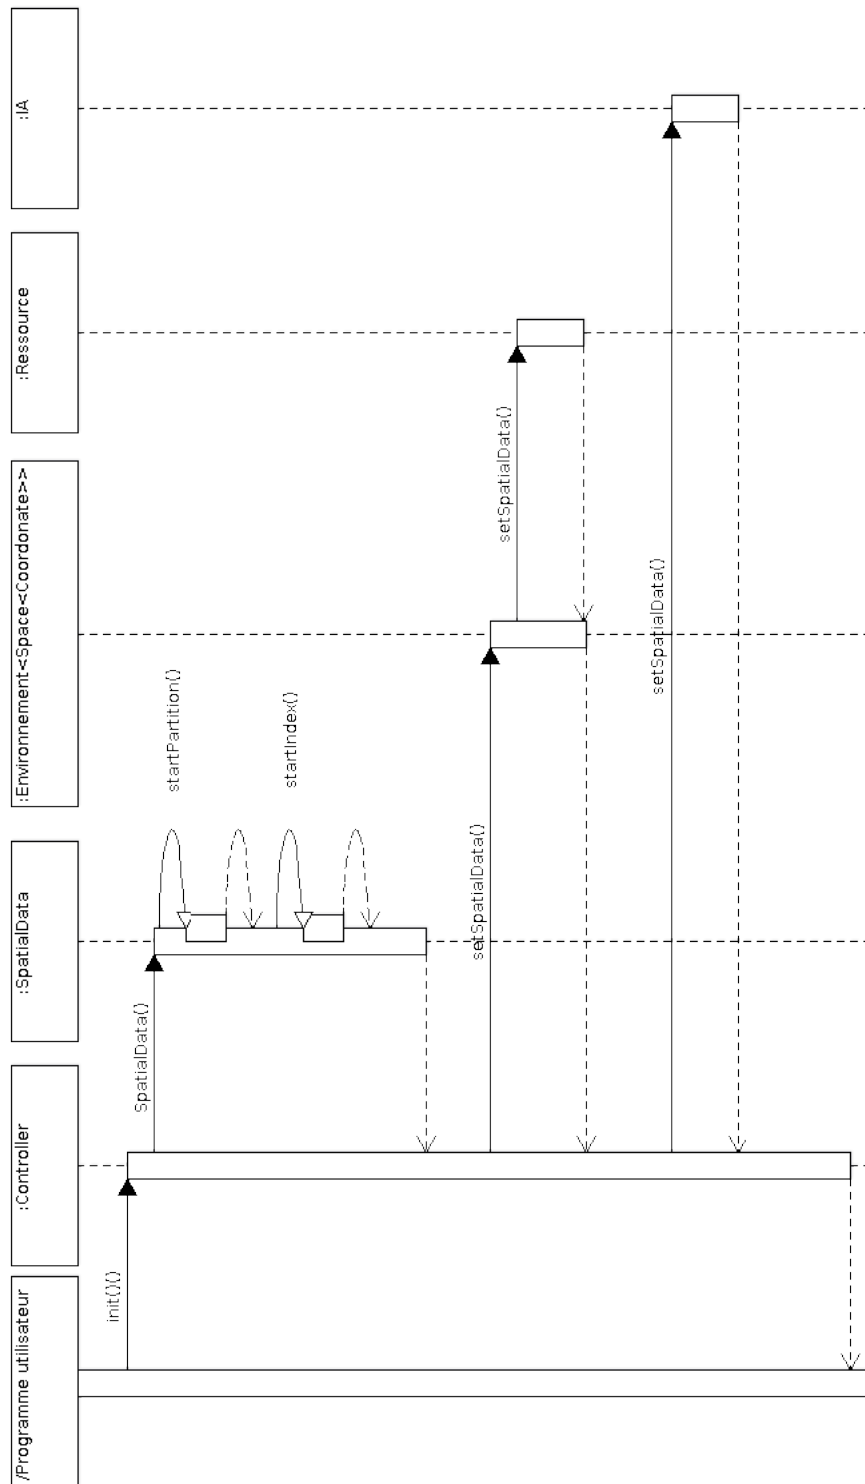 /Programme utilisateur
:Controller
:SpatialData
:Environnement<Space<Coordonate>>
:Ressource
:IA
init()()
SpatialData()
startPartition()
startIndex()
setSpatialData()
setSpatialData()
setSpatialData()